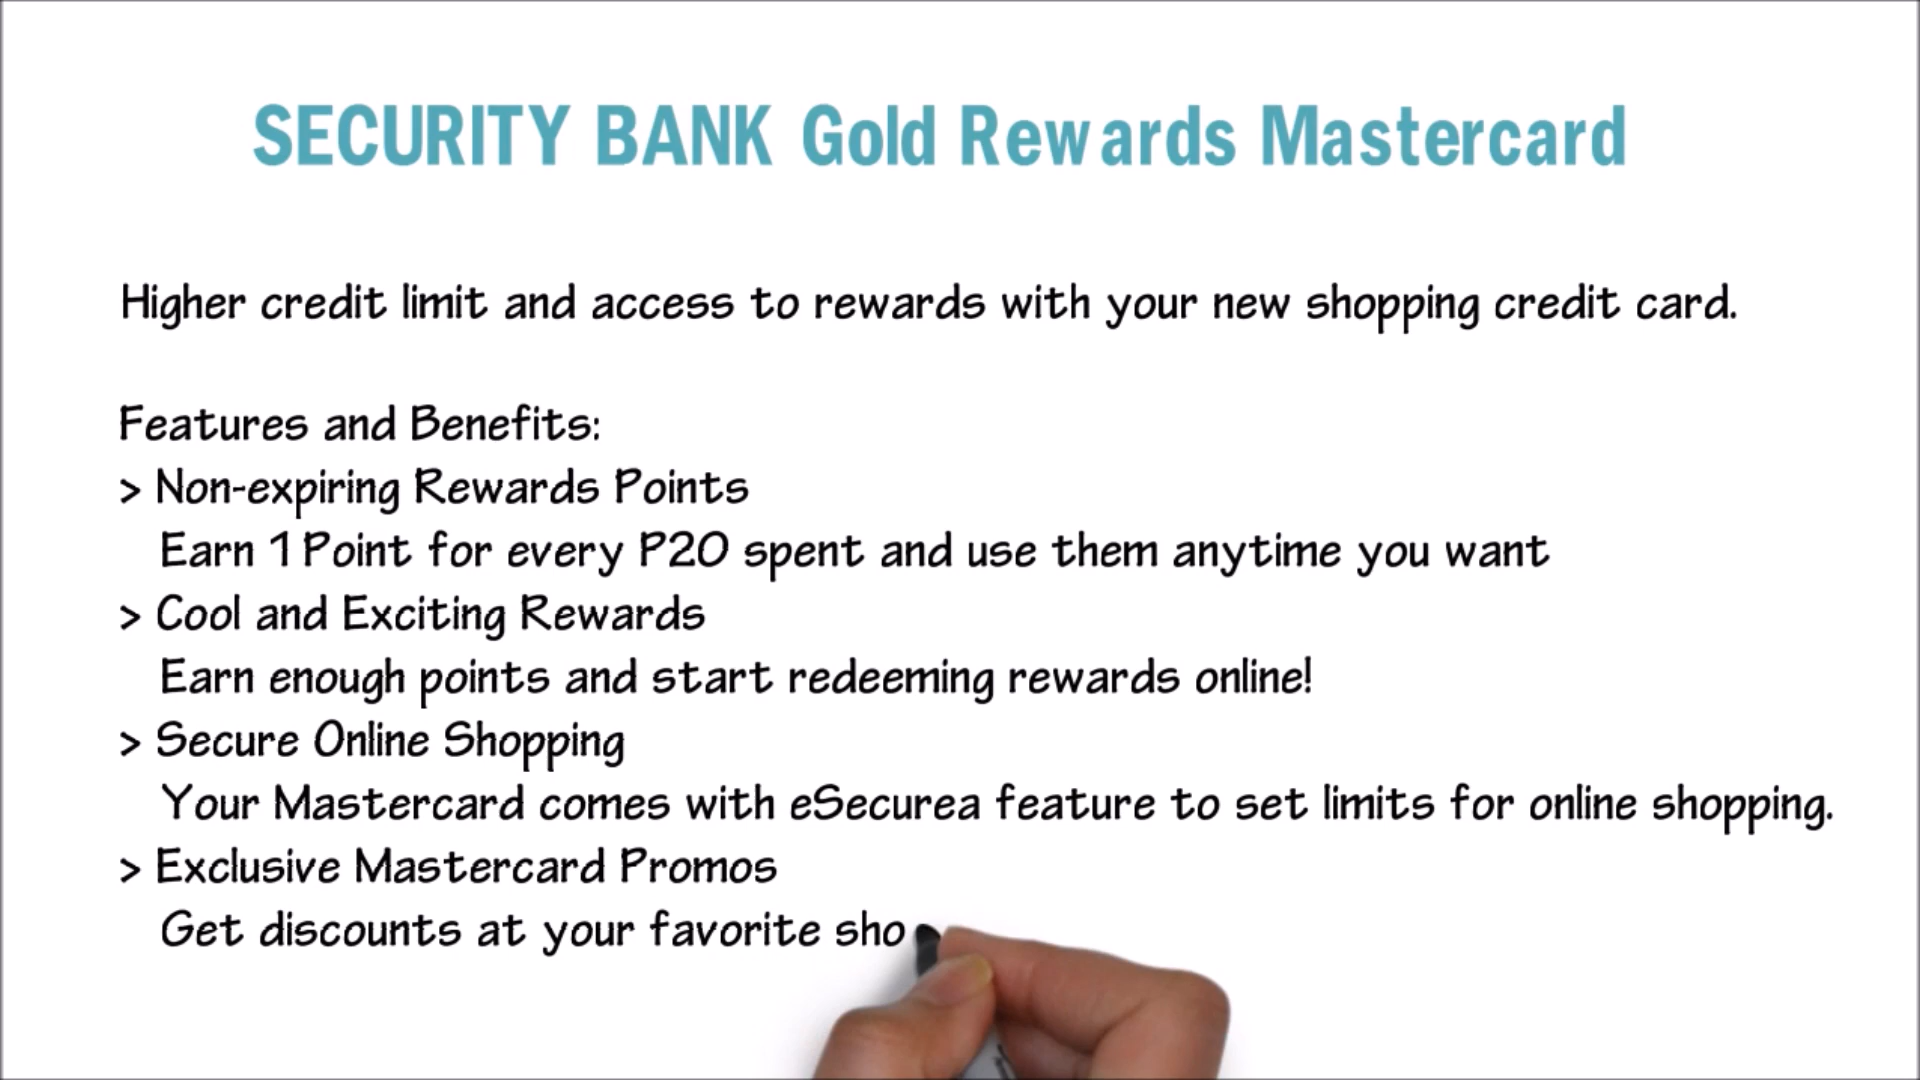 SECURITY BANK Gold Rewards Mastercard
Higher credit limit and access to rewards with your new shopping credit card.
Features and Benefits:
> Non-expiring Rewards Points
Earn 1 Point for every P20 spent and use them anytime you want
> Cool and Exciting Rewards
Earn enough points and start redeeming rewards online!
> Secure Online Shopping
Your Mastercard comes with eSecurea feature to set limits for online shopping.
> Exclusive Mastercard Promos
Get discounts at your favorite sho